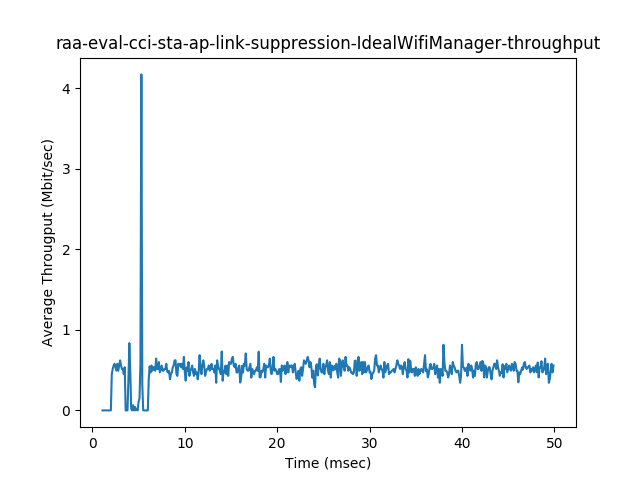 raa-eval-cci-sta-ap-link-suppression-IdealWifiManager-throughput
Average Througput (Mbit/sec)
4
3
2
1
0
0 10 20 30 40 50
Time (msec)